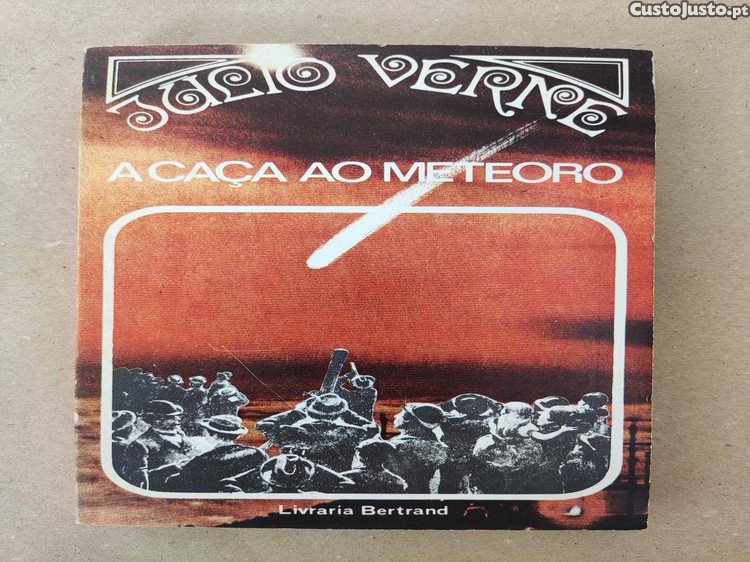 CustoJusto.pt
JULIO VERNE
A CAÇA AO METEORO
Livraria Bertrand